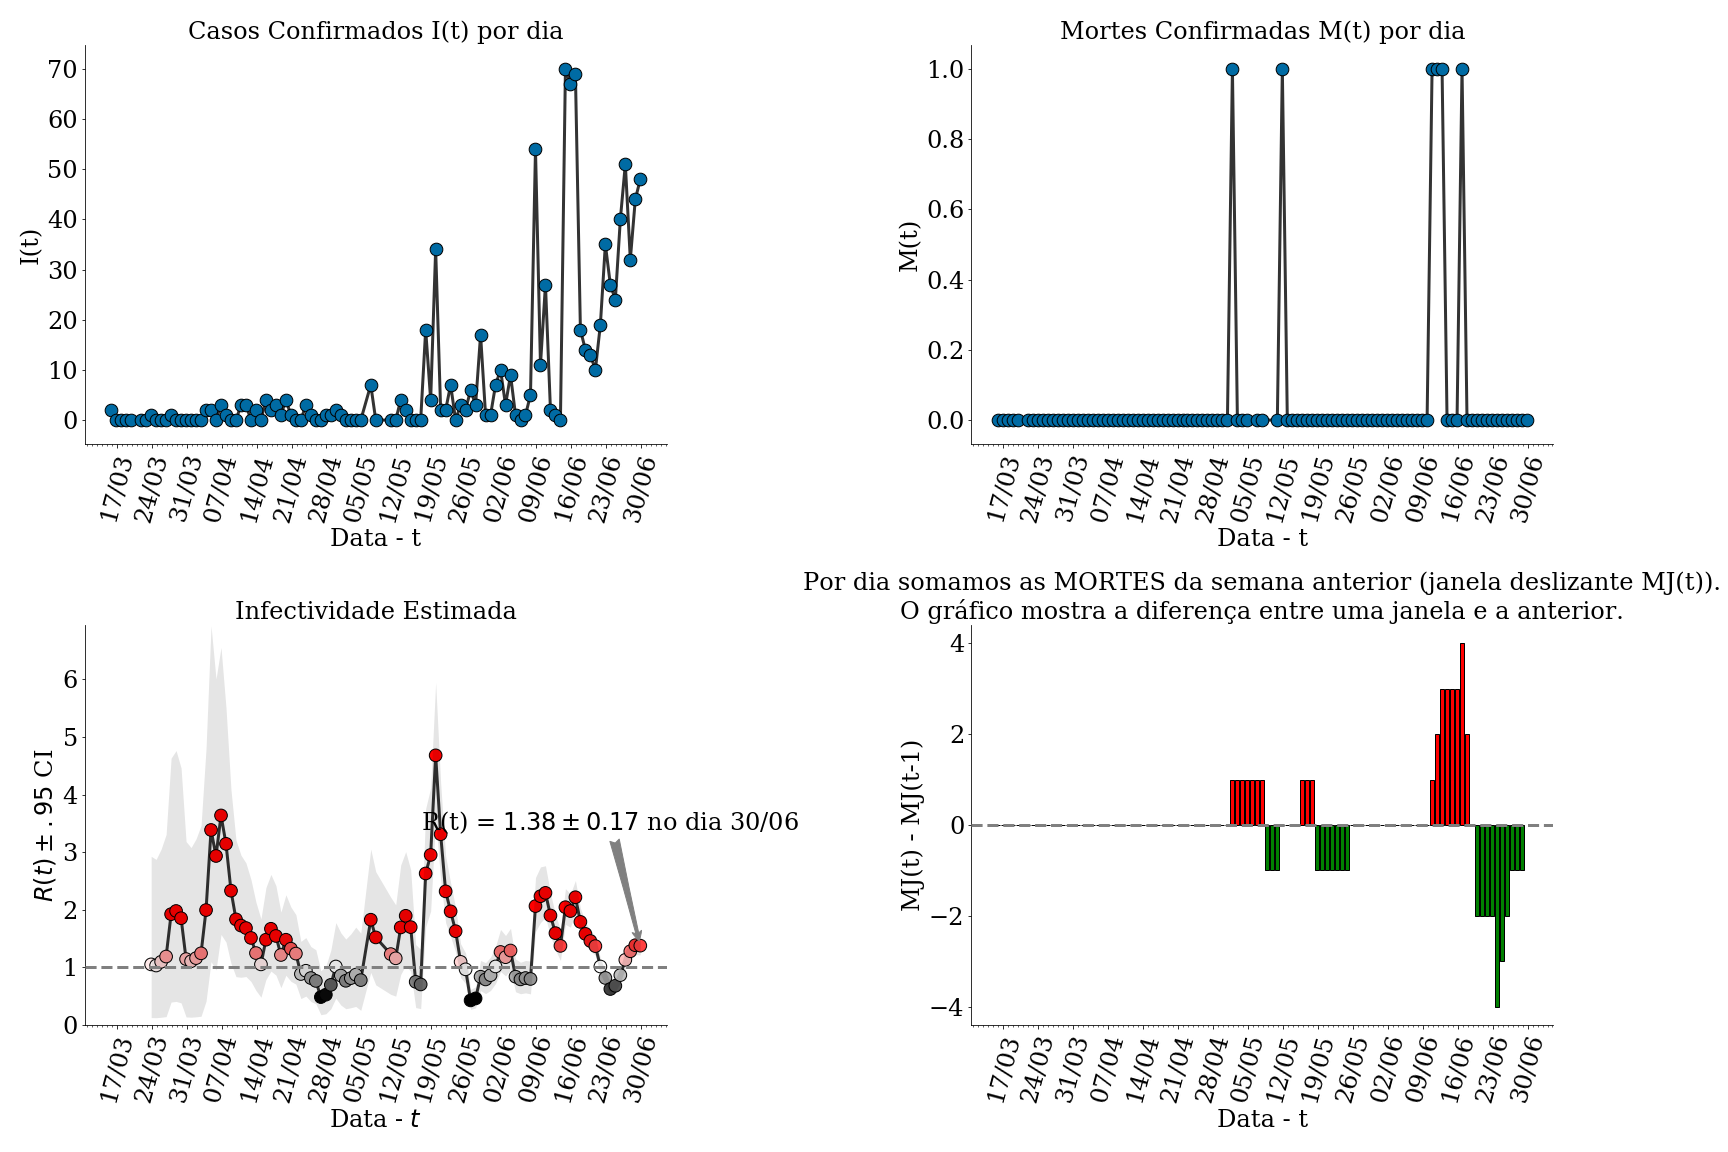 Casos Confirmados I(t) por dia
I(t)
70
60
50
40
30
20
10
0
17/03 24/03 31/03 07/04 14/04 21/04 28/04 05/05 12/05 19/05 26/05 02/06 09/06 16/06 23/06 30/06
Data - t
Mortes Confirmadas M(t) por dia
M(t)
1.0
0.8
0.6
0.4
0.2
0.0
17/03 24/03 31/03 07/04 14/04 21/04 28/04 05/05 12/05 19/05 26/05 02/06 09/06 16/06 23/06 30/06
Data - t
Infectividade Estimada
R(t) ± .95 CI
6
5
4
3
2
1
0
R(t) = 1.38 ± 0.17 no dia 30/06
17/03 24/03 31/03 07/04 14/04 21/04 28/04 05/05 12/05 19/05 26/05 02/06 09/06 16/06 23/06 30/06
Data - t
Por dia somamos as MORTES da semana anterior (janela deslizante MJ(t)).
O gráfico mostra a diferença entre uma janela e a anterior.
MJ(t) - MJ(t-1)
4
2
0
−2
−4
17/03 24/03 31/03 07/04 14/04 21/04 28/04 05/05 12/05 19/05 26/05 02/06 09/06 16/06 23/06 30/06
Data - t